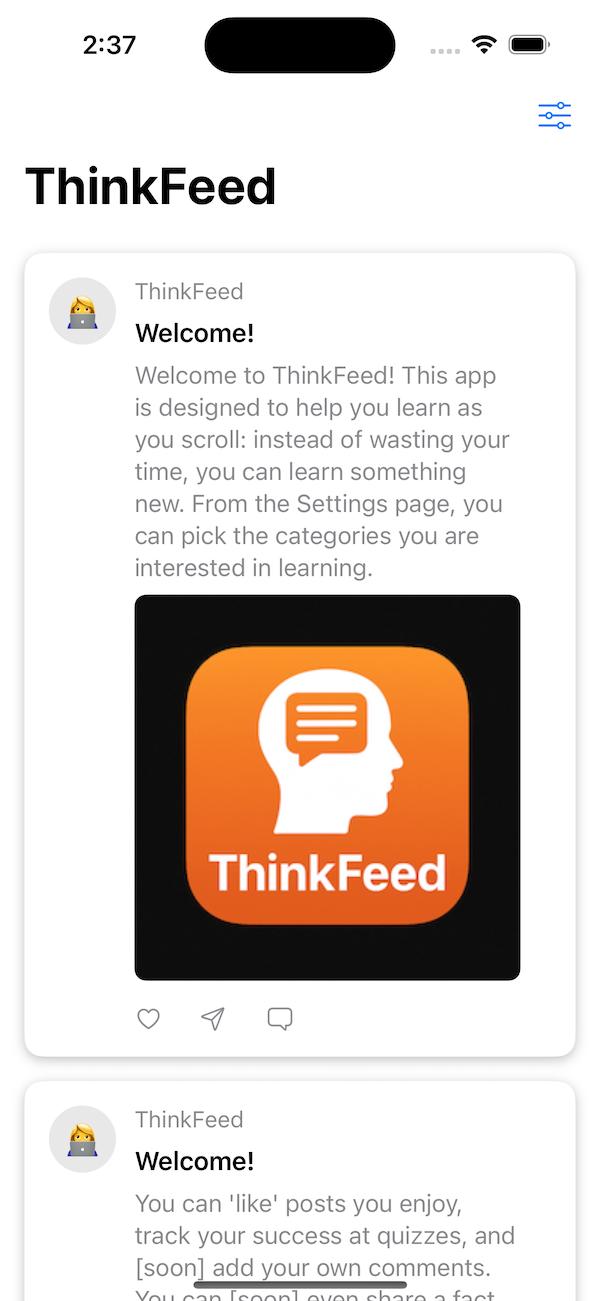 2:37
ThinkFeed
ThinkFeed
Welcome!
Welcome to ThinkFeed! This app
is designed to help you learn as
you scroll: instead of wasting your
time, you can learn something
new. From the Settings page, you
can pick the categories you are
interested in learning.
ThinkFeed
ThinkFeed
Welcome!
You can 'like' posts you enjoy,
track your success at quizzes, and
[soon] add your own comments.
You can [soon] even share a fact